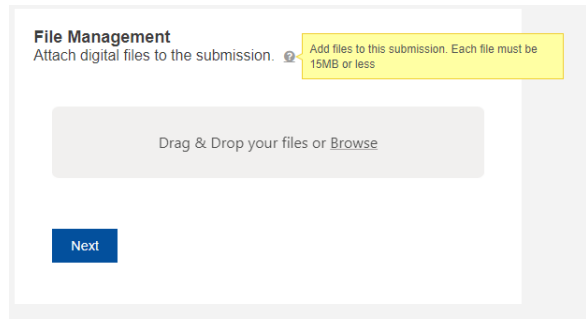 File Management
Attach digital files to the submission.
Add files to this submission. Each file must be
15MB or less
Drag & Drop your files or Browse
Next